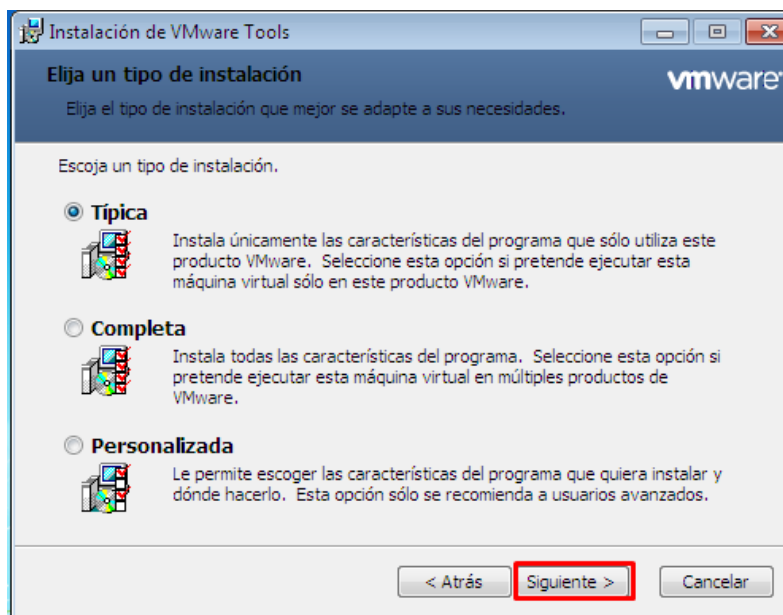 Instalación de VMware Tools
Elija un tipo de instalación
vmware
Elija el tipo de instalación que mejor se adapte a sus necesidades.
Escoja un tipo de instalación.
Típica
Instala únicamente las características del programa que sólo utiliza este
producto VMware. Seleccione esta opción si pretende ejecutar esta
máquina virtual sólo en este producto VMware.
Completa
Instala todas las características del programa. Seleccione esta opción si
pretende ejecutar esta máquina virtual en múltiples productos de
VMware.
Personalizada
Le permite escoger las características del programa que quiera instalar y
dónde hacerlo. Esta opción sólo se recomienda a usuarios avanzados.
< Atrás
Siguiente >
Cancelar